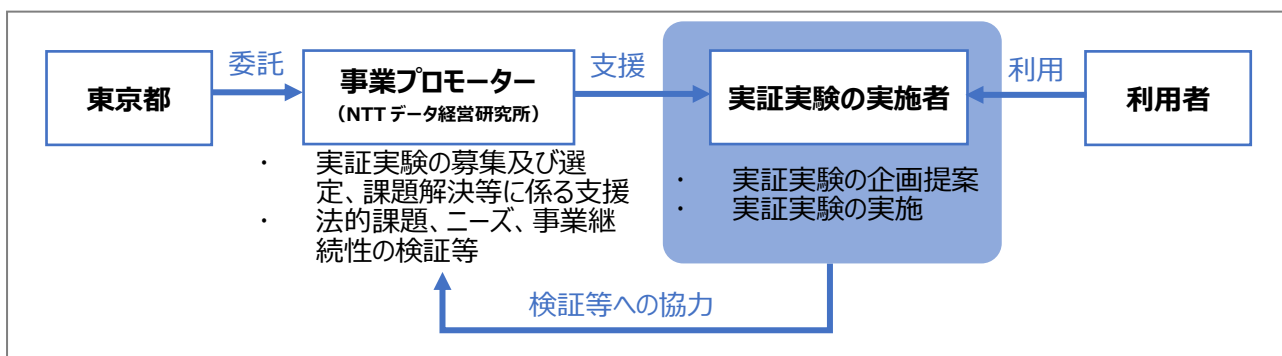 委託
支援
利用
東京都
事業プロモーター
（NTT データ経営研究所）
実証実験の実施者
利用者
・ 実証実験の募集及び選
定、課題解決等に係る支援
・ 法的課題、ニーズ、事業継
続性の検証等
・ 実証実験の企画提案
・ 実証実験の実施
検証等への協力